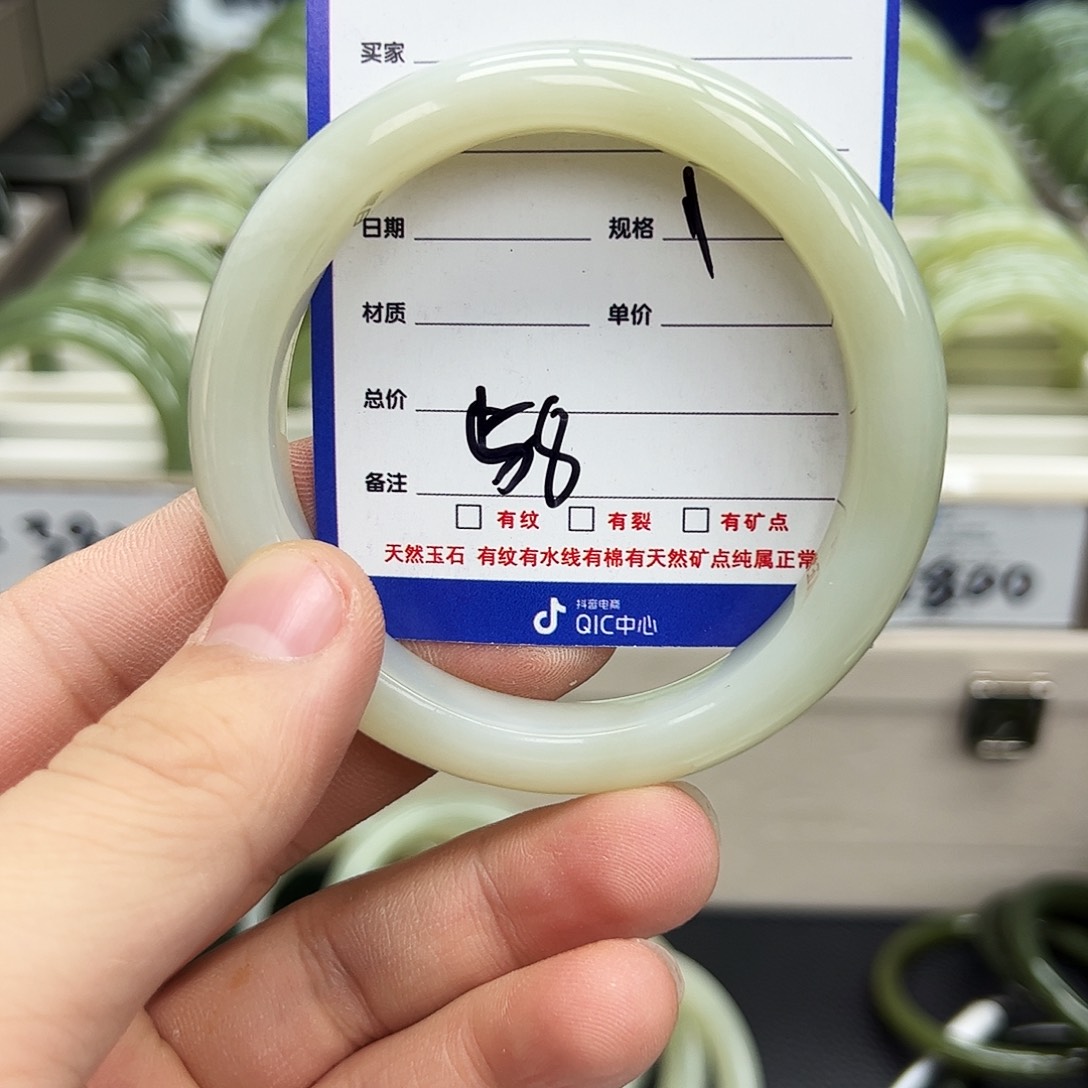 买家
日期 规格 1
材质 单价
总价
58
备注
有纹 有裂 有矿点
天然玉石 有纹有水线有棉有天然矿点纯属正常
抖音电商
QIC中心
800